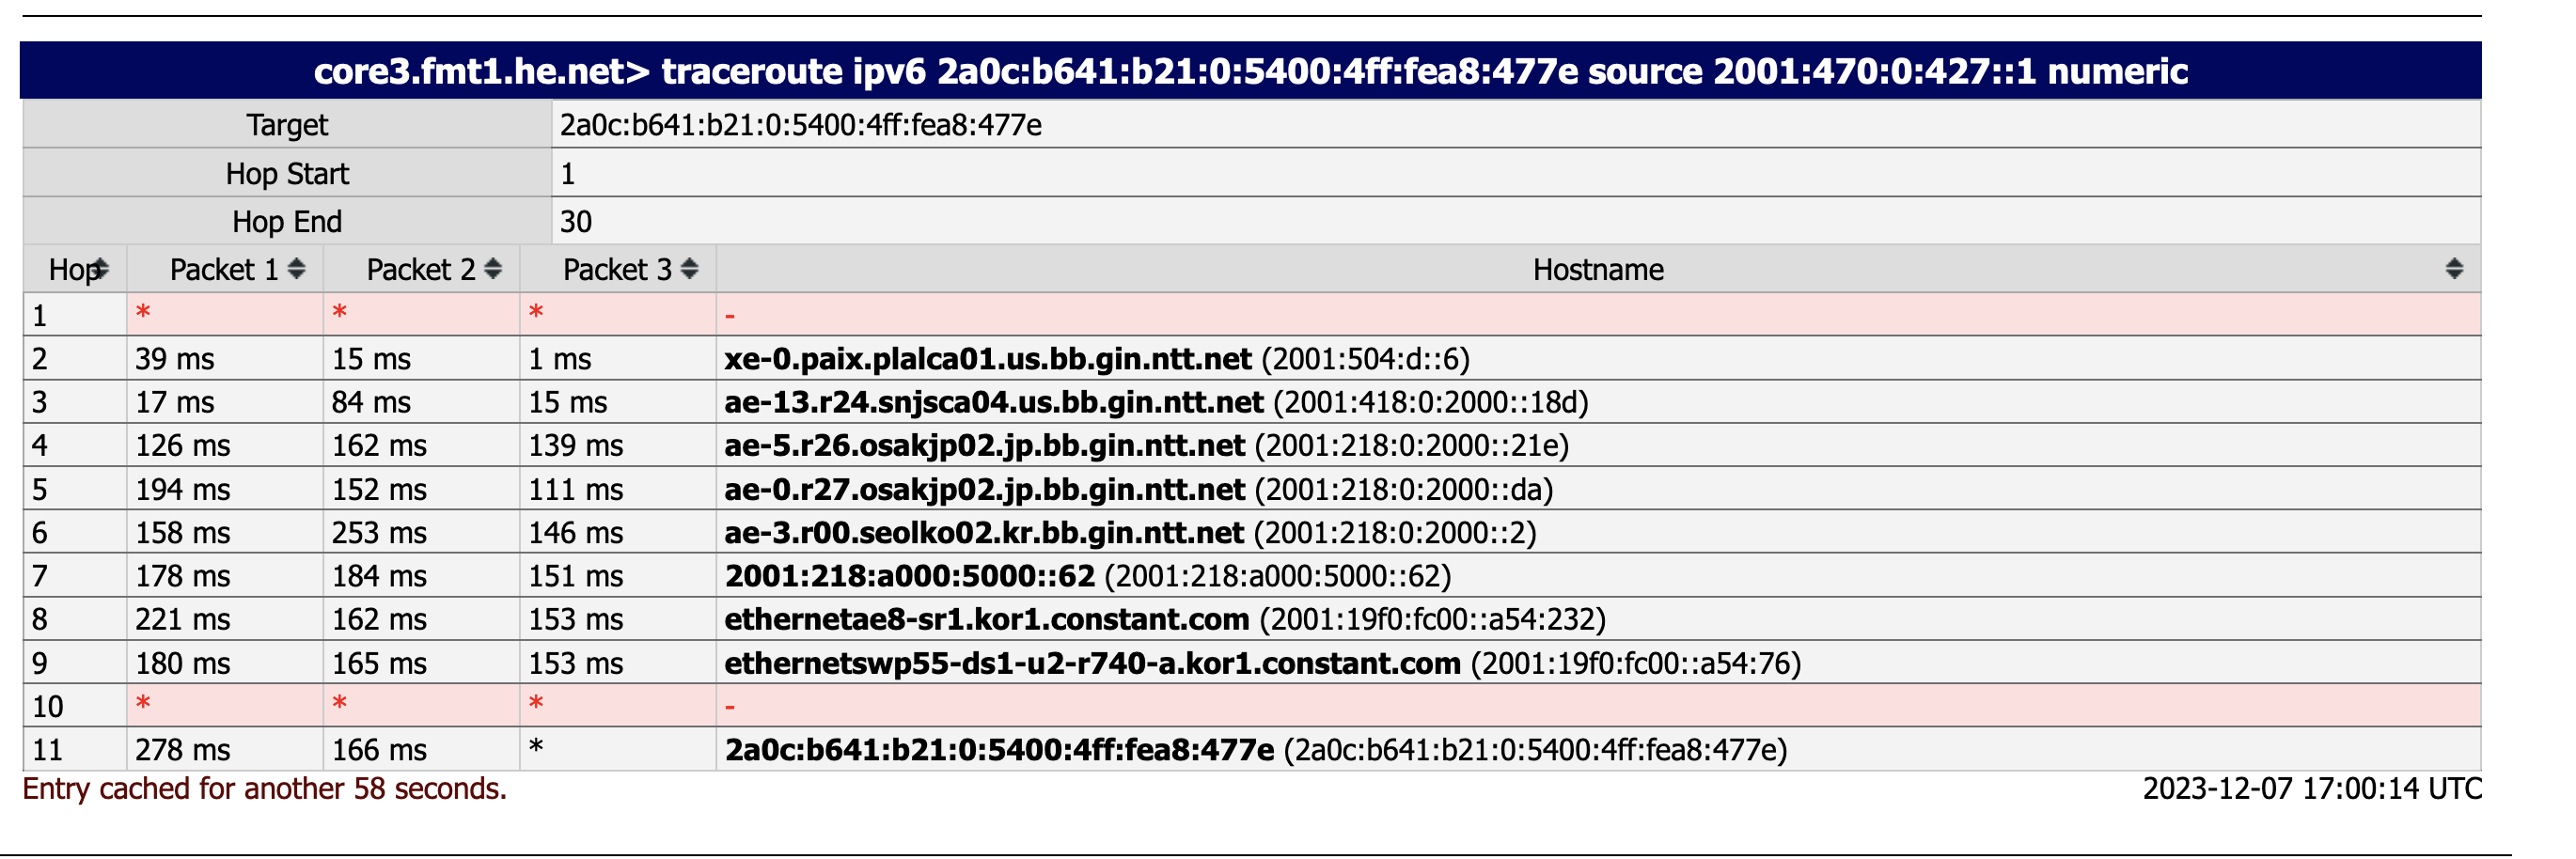 core3.fmt1.he.net> traceroute ipv6 2a0c:b641:b21:0:5400:4ff:fea8:477e source 2001:470:0:427::1 numeric
Target 2a0c:b641:b21:0:5400:4ff:fea8:477e
Hop Start 1
Hop End 30
Hop Packet 1 Packet 2 Packet 3 Hostname
1 * * * -
2 39 ms 15 ms 1 ms xe-0.paix.plalca01.us.bb.gin.ntt.net (2001:504:d::6)
3 17 ms 84 ms 15 ms ae-13.r24.snjsca04.us.bb.gin.ntt.net (2001:418:0:2000::18d)
4 126 ms 162 ms 139 ms ae-5.r26.osakjp02.jp.bb.gin.ntt.net (2001:218:0:2000::21e)
5 194 ms 152 ms 111 ms ae-0.r27.osakjp02.jp.bb.gin.ntt.net (2001:218:0:2000::da)
6 158 ms 253 ms 146 ms ae-3.r00.seolko02.kr.bb.gin.ntt.net (2001:218:0:2000::2)
7 178 ms 184 ms 151 ms 2001:218:a000:5000::62 (2001:218:a000:5000::62)
8 221 ms 162 ms 153 ms ethernetae8-sr1.kor1.constant.com (2001:19f0:fc00::a54:232)
9 180 ms 165 ms 153 ms ethernetswp55-ds1-u2-r740-a.kor1.constant.com (2001:19f0:fc00::a54:76)
10 * * * -
11 278 ms 166 ms * 2a0c:b641:b21:0:5400:4ff:fea8:477e (2a0c:b641:b21:0:5400:4ff:fea8:477e)
Entry cached for another 58 seconds. 2023-12-07 17:00:14 UTC